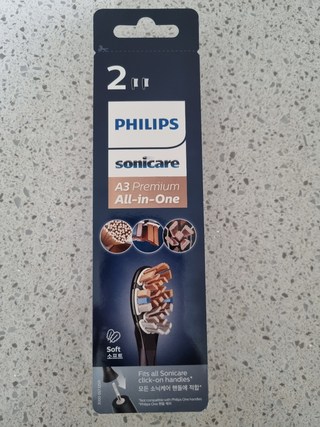 2
PHILIPS
sonicare
A3 Premium
All-in-One
Soft
소프트
Fits all Sonicare
click-on handles*
모든 소닉케어 핸들에 적합*